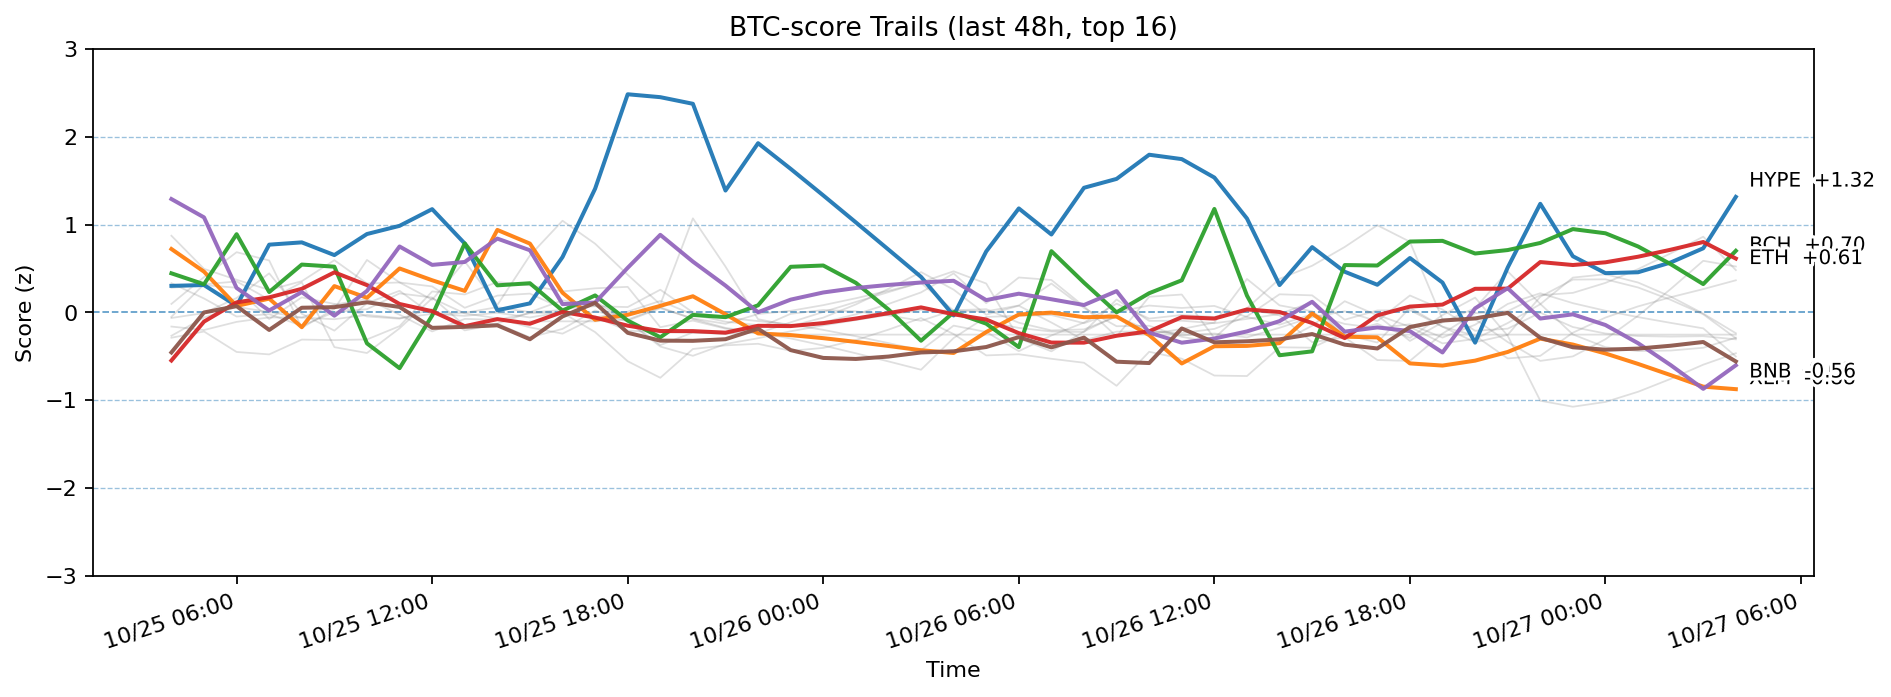 BTC-score Trails (last 48h, top 16)
Score (z)
3
2
1
0
−1
−2
−3
HYPE +1.32
BCH +0.70
ETH +0.61
BNB -0.56
10/25 06:00
10/25 12:00
10/25 18:00
10/26 00:00
10/26 06:00
10/26 12:00
10/26 18:00
10/27 00:00
10/27 06:00
Time